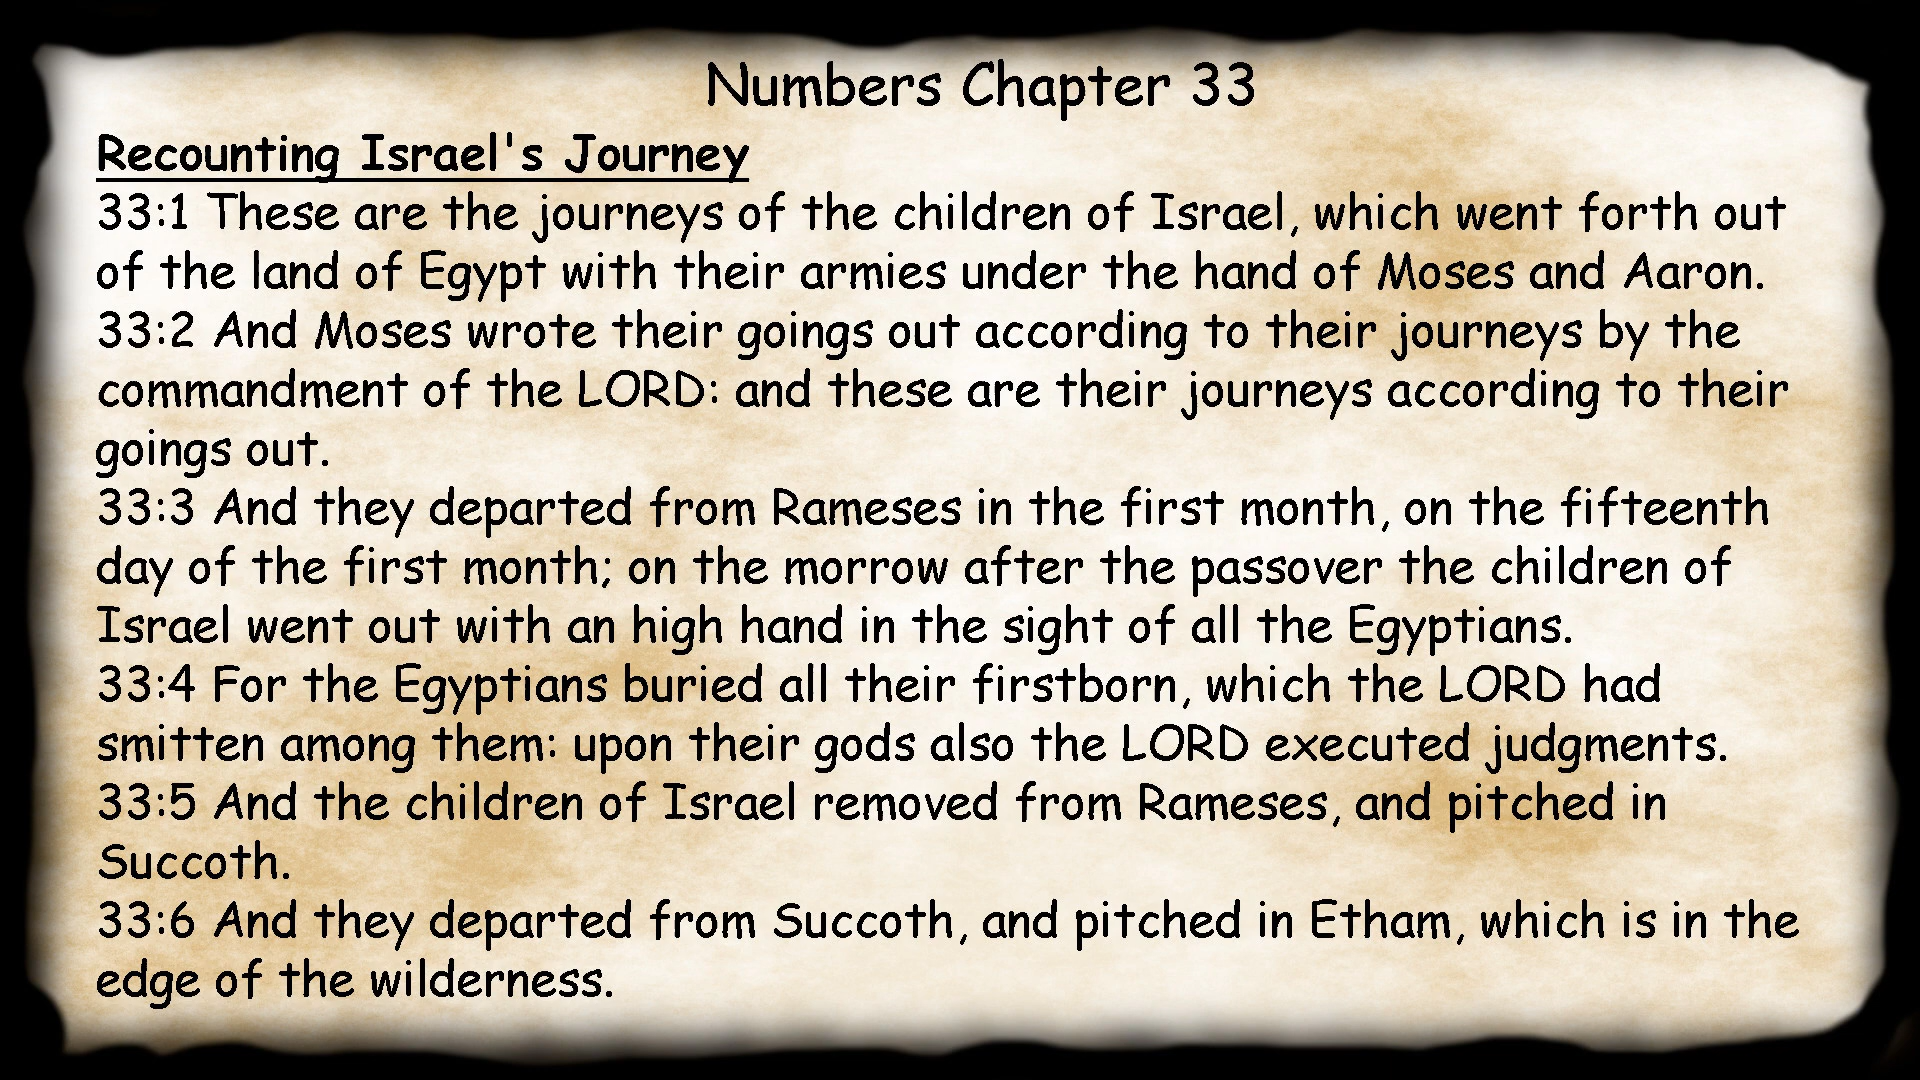 Numbers Chapter 33
Recounting Israel's Journey
33:1 These are the journeys of the children of Israel, which went forth out
of the land of Egypt with their armies under the hand of Moses and Aaron.
33:2 And Moses wrote their goings out according to their journeys by the
commandment of the LORD: and these are their journeys according to their
goings out.
33:3 And they departed from Rameses in the first month, on the fifteenth
day of the first month; on the morrow after the passover the children of
Israel went out with an high hand in the sight of all the Egyptians.
33:4 For the Egyptians buried all their firstborn, which the LORD had
smitten among them: upon their gods also the LORD executed judgments.
33:5 And the children of Israel removed from Rameses, and pitched in
Succoth.
33:6 And they departed from Succoth, and pitched in Etham, which is in the
edge of the wilderness.